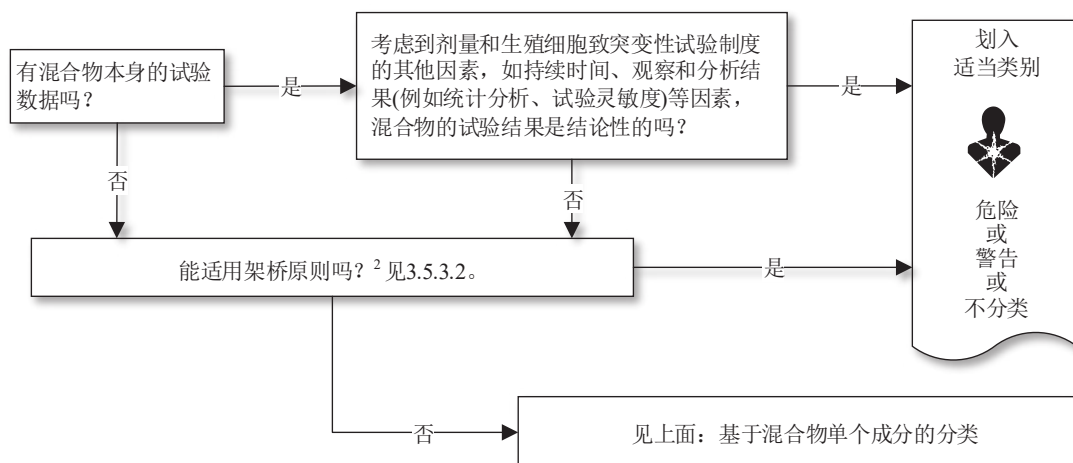 有混合物本身的试验
数据吗？
是
考虑到剂量和生殖细胞致突变性试验制度
的其他因素，如持续时间、观察和分析结
果(例如统计分析、试验灵敏度)等因素，
混合物的试验结果是结论性的吗？
是
划入
适当类别
危险
或
警告
或
不分类
否
否
能适用架桥原则吗？² 见3.5.3.2。
是
否
见上面：基于混合物单个成分的分类